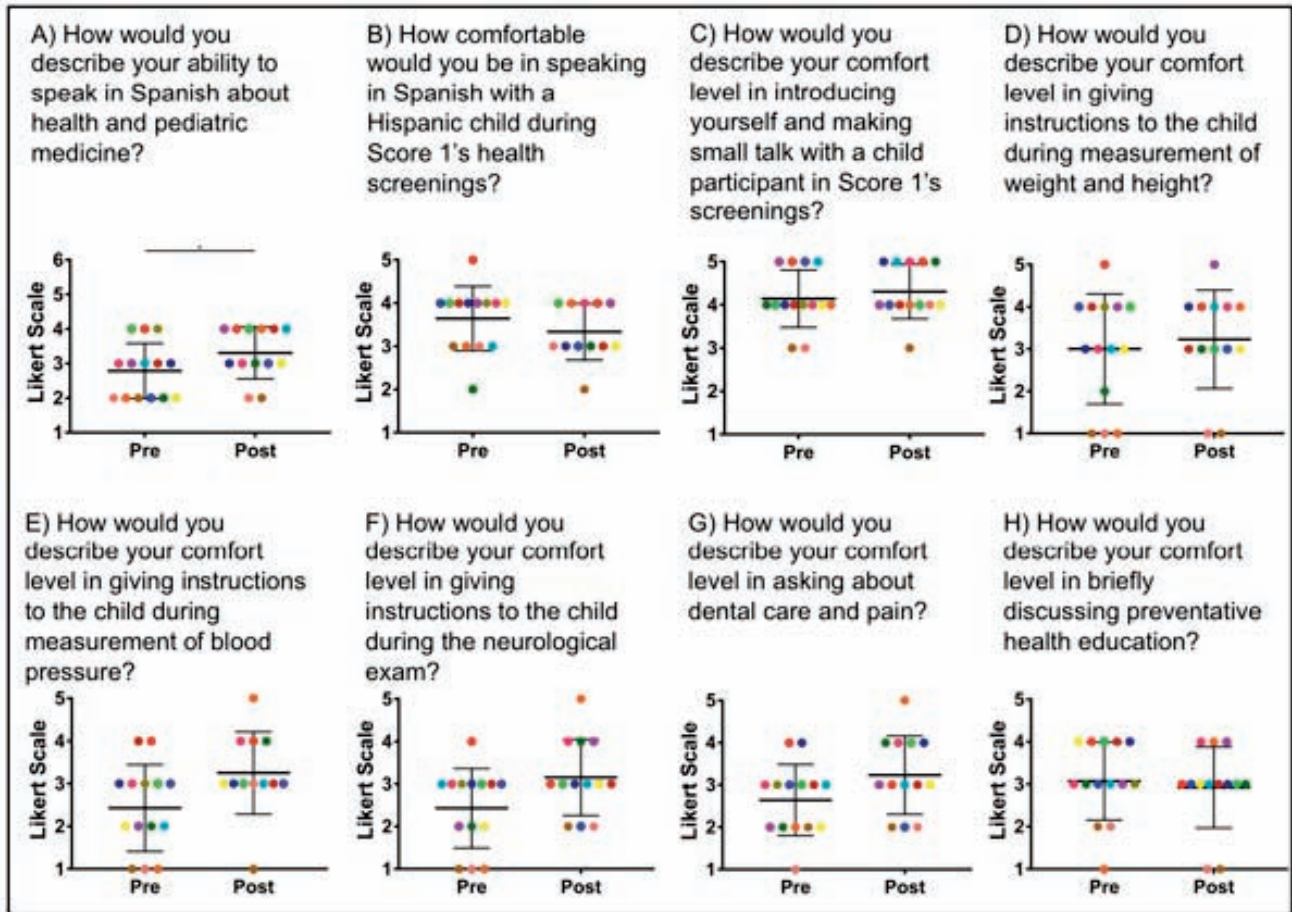 A) How would you
describe your ability to
speak in Spanish about
health and pediatric
medicine?
B) How comfortable
would you be in speaking
in Spanish with a
Hispanic child during
Score 1's health
screenings?
C) How would you
describe your comfort
level in introducing
yourself and making
small talk with a child
participant in Score 1's
screenings?
D) How would you
describe your comfort
level in giving
instructions to the child
during measurement of
weight and height?
Likert Scale
6
5
4
3
2
1
Pre
Post
Likert Scale
5
4
3
2
1
Pre
Post
Likert Scale
5
4
3
2
1
Pre
Post
Likert Scale
5
4
3
2
1
Pre
Post
E) How would you
describe your comfort
level in giving instructions
to the child during
measurement of blood
pressure?
F) How would you
describe your comfort
level in giving
instructions to the child
during the neurological
exam?
G) How would you
describe your comfort
level in asking about
dental care and pain?
H) How would you
describe your comfort
level in briefly
discussing preventative
health education?
Likert Scale
5
4
3
2
1
Pre
Post
Likert Scale
5
4
3
2
1
Pre
Post
Likert Scale
5
4
3
2
1
Pre
Post
Likert Scale
5
4
3
2
1
Pre
Post